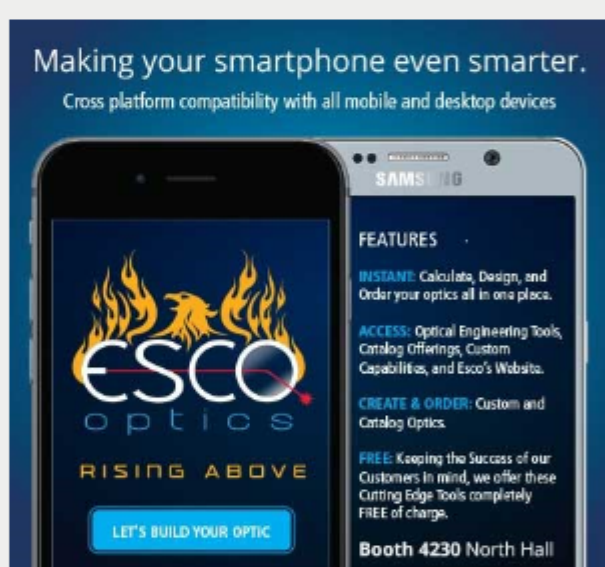 Making your smartphone even smarter.
Cross platform compatibility with all mobile and desktop devices
SAMSUNG
ESCO
optics
RISING ABOVE
LET'S BUILD YOUR OPTIC
FEATURES
INSTANT: Calculate, Design, and
Order your optics all in one place.
ACCESS: Optical Engineering Tools,
Catalog Offerings, Custom
Capabilities, and Esco's Website.
CREATE & ORDER: Custom and
Catalog Optics.
FREE: Keeping the Success of our
Customers in mind, we offer these
Cutting Edge Tools completely
FREE of charge.
Booth 4230 North Hall